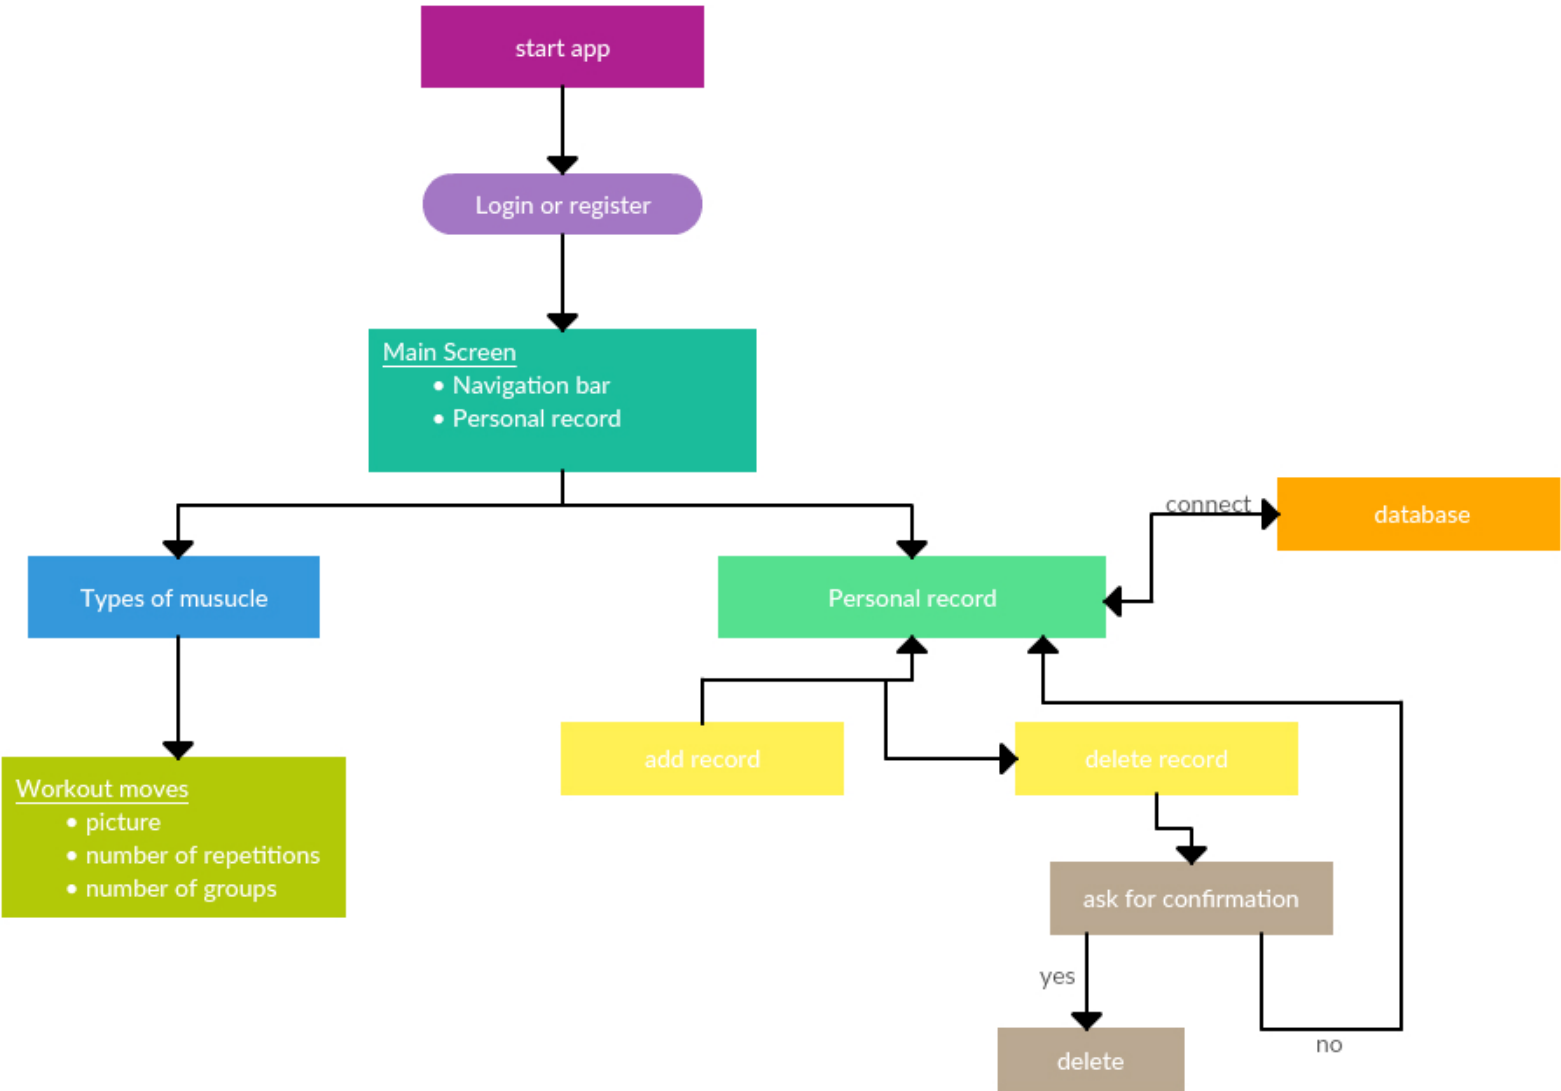 start app
Login or register
Main Screen
• Navigation bar
• Personal record
connect
database
Types of musucle
Personal record
add record
delete record
Workout moves
• picture
• number of repetitions
• number of groups
ask for confirmation
yes
no
delete